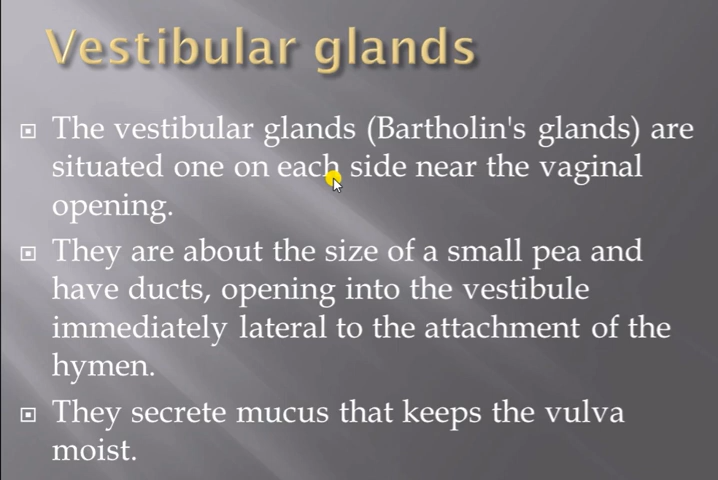 Vestibular glands
The vestibular glands (Bartholin's glands) are
situated one on each side near the vaginal
opening.
They are about the size of a small pea and
have ducts, opening into the vestibule
immediately lateral to the attachment of the
hymen.
They secrete mucus that keeps the vulva
moist.